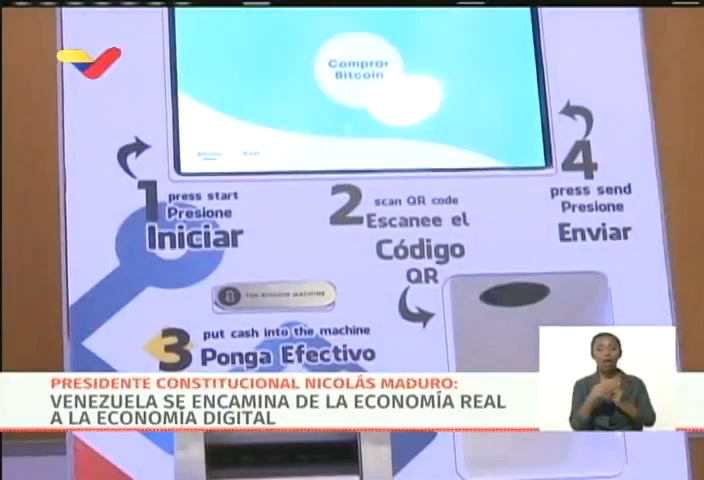 Comprar
Bitcoin
1
press start
Presione
Iniciar
2
scan QR code
Escanee el
Código
QR
4
press send
Presione
Enviar
THE BITCOIN MACHINE
3
put cash into the machine
Ponga Efectivo
PRESIDENTE CONSTITUCIONAL NICOLÁS MADURO:
VENEZUELA SE ENCAMINA DE LA ECONOMÍA REAL
A LA ECONOMÍA DIGITAL